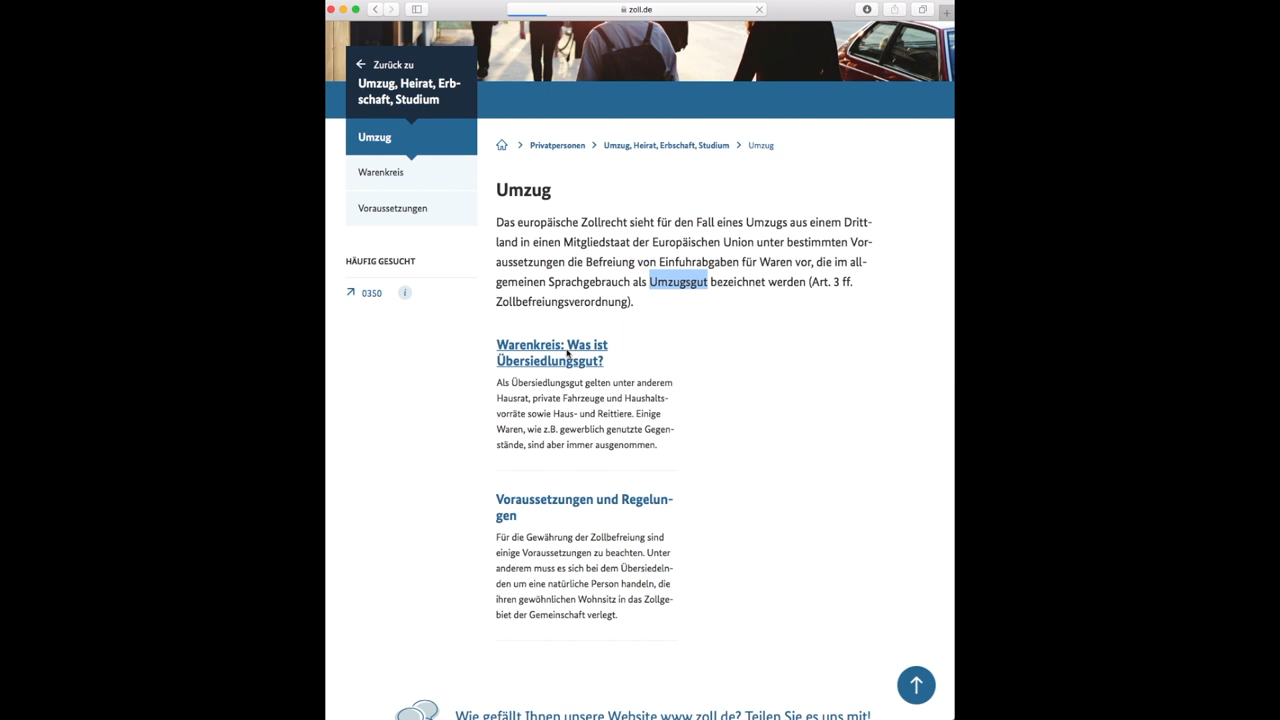 zoll.de
Zurück zu
Umzug, Heirat, Erb-
schaft, Studium
Umzug
Warenkreis
Voraussetzungen
HÄUFIG GESUCHT
0350 i
Privatpersonen > Umzug, Heirat, Erbschaft, Studium > Umzug
Umzug
Das europäische Zollrecht sieht für den Fall eines Umzugs aus einem Dritt-
land in einen Mitgliedstaat der Europäischen Union unter bestimmten Vor-
aussetzungen die Befreiung von Einfuhrabgaben für Waren vor, die im all-
gemeinen Sprachgebrauch als Umzugsgut bezeichnet werden (Art. 3 ff.
Zollbefreiungsverordnung).
Warenkreis: Was ist
Übersiedlungsgut?
Als Übersiedlungsgut gelten unter anderem
Hausrat, private Fahrzeuge und Haushalts-
vorräte sowie Haus- und Reittiere. Einige
Waren, wie z.B. gewerblich genutzte Gegen-
stände, sind aber immer ausgenommen.
Voraussetzungen und Regelun-
gen
Für die Gewährung der Zollbefreiung sind
einige Voraussetzungen zu beachten. Unter
anderem muss es sich bei dem Übersiedeln-
den um eine natürliche Person handeln, die
ihren gewöhnlichen Wohnsitz in das Zollge-
biet der Gemeinschaft verlegt.
Wie gefällt Ihnen unsere Website www.zoll.de? Teilen Sie es uns mit!